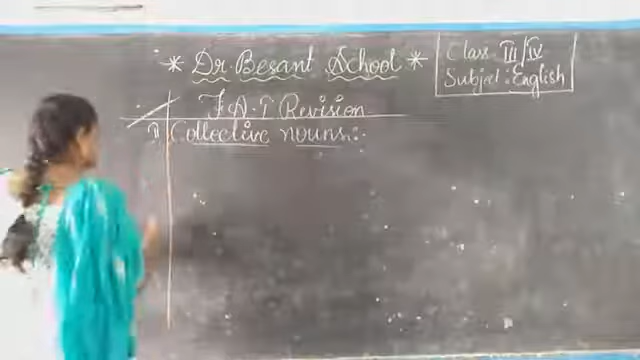 * Dr. Besant School *
Class: III/IV
Subject: English
F.A-I Revision
I) Collective nouns:-